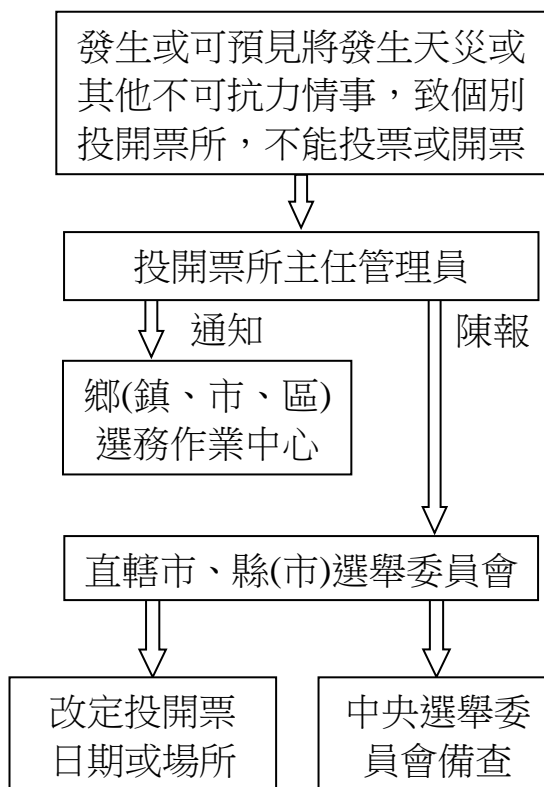 發生或可預見將發生天災或
其他不可抗力情事，致個別
投開票所，不能投票或開票
投開票所主任管理員
通知
陳報
鄉(鎮、市、區)
選務作業中心
直轄市、縣(市)選舉委員會
改定投開票
日期或場所
中央選舉委
員會備查